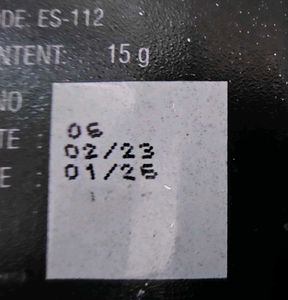 DE: ES-112
NTENT: 15 g
NO :
TE : 06
02/23
E : 01/26